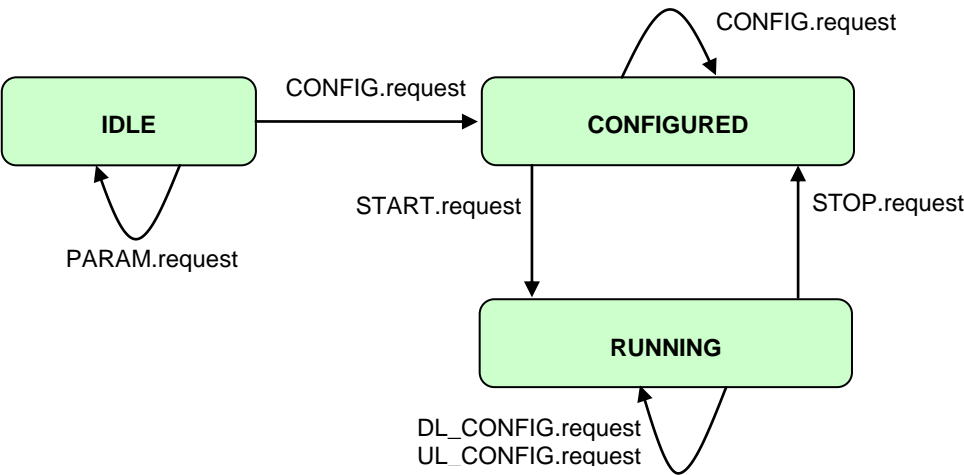 CONFIG.request
CONFIG.request
IDLE
CONFIGURED
START.request
STOP.request
PARAM.request
RUNNING
DL_CONFIG.request
UL_CONFIG.request